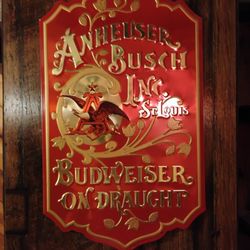 ANHEUSER
BUSCH
INC.
ST. LOUIS
BUDWEISER
ON DRAUGHT